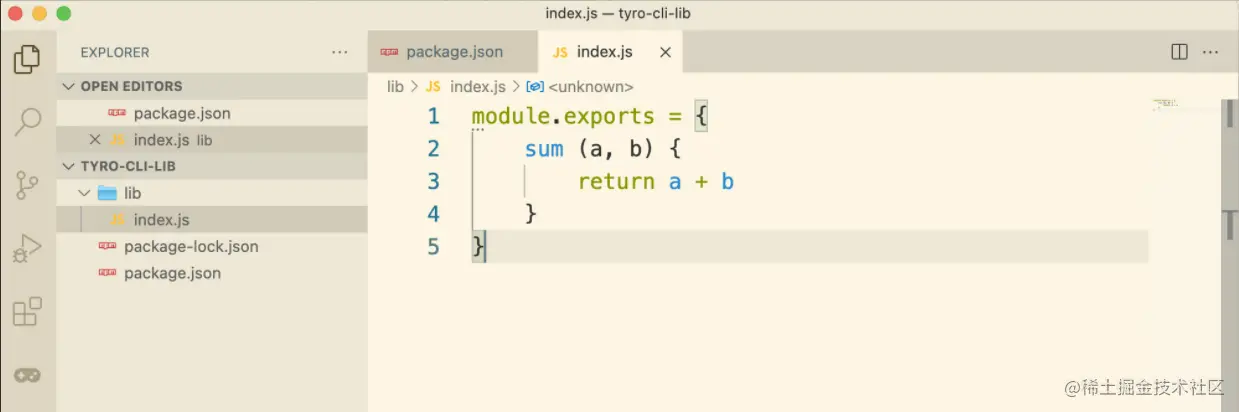 index.js — tyro-cli-lib
EXPLORER
OPEN EDITORS
package.json
index.js lib
TYRO-CLI-LIB
lib
index.js
package-lock.json
package.json
package.json
JS index.js
lib > JS index.js > <unknown>
1 module.exports = {
2 sum (a, b) {
3 return a + b
4 }
5 }
@稀土掘金技术社区